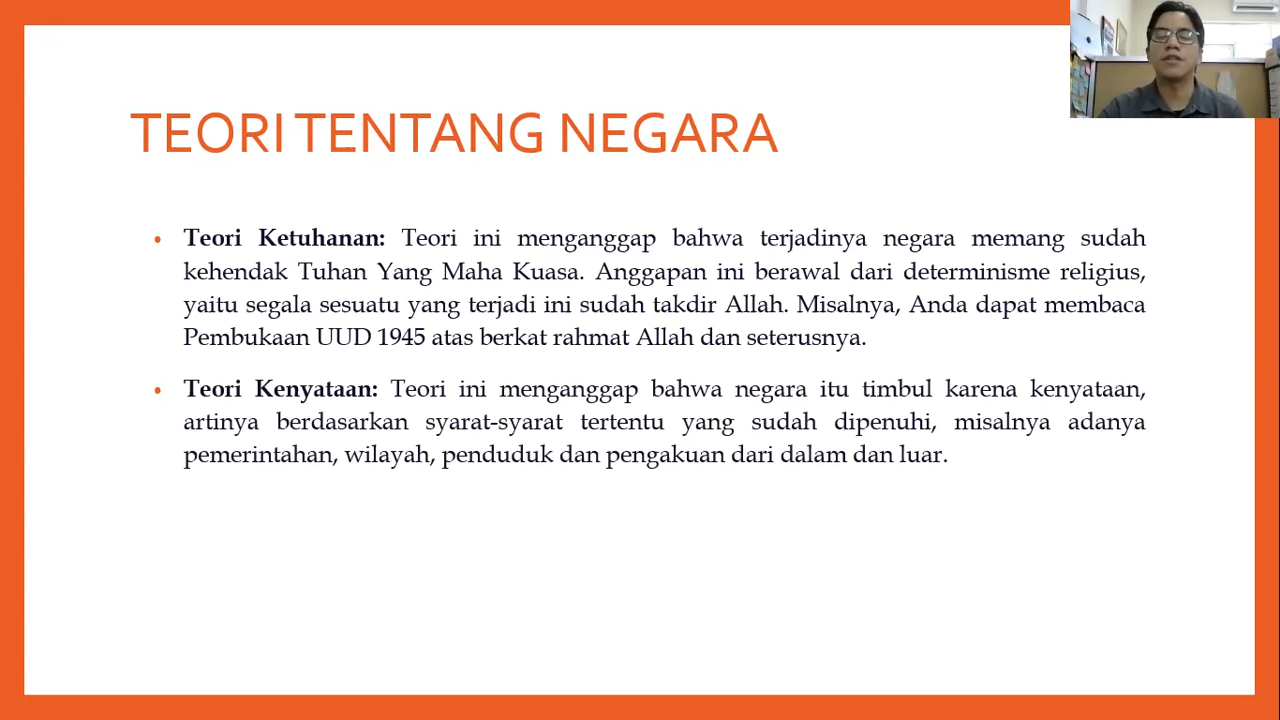 TEORI TENTANG NEGARA
• Teori Ketuhanan: Teori ini menganggap bahwa terjadinya negara memang sudah
kehendak Tuhan Yang Maha Kuasa. Anggapan ini berawal dari determinisme religius,
yaitu segala sesuatu yang terjadi ini sudah takdir Allah. Misalnya, Anda dapat membaca
Pembukaan UUD 1945 atas berkat rahmat Allah dan seterusnya.
• Teori Kenyataan: Teori ini menganggap bahwa negara itu timbul karena kenyataan,
artinya berdasarkan syarat-syarat tertentu yang sudah dipenuhi, misalnya adanya
pemerintahan, wilayah, penduduk dan pengakuan dari dalam dan luar.